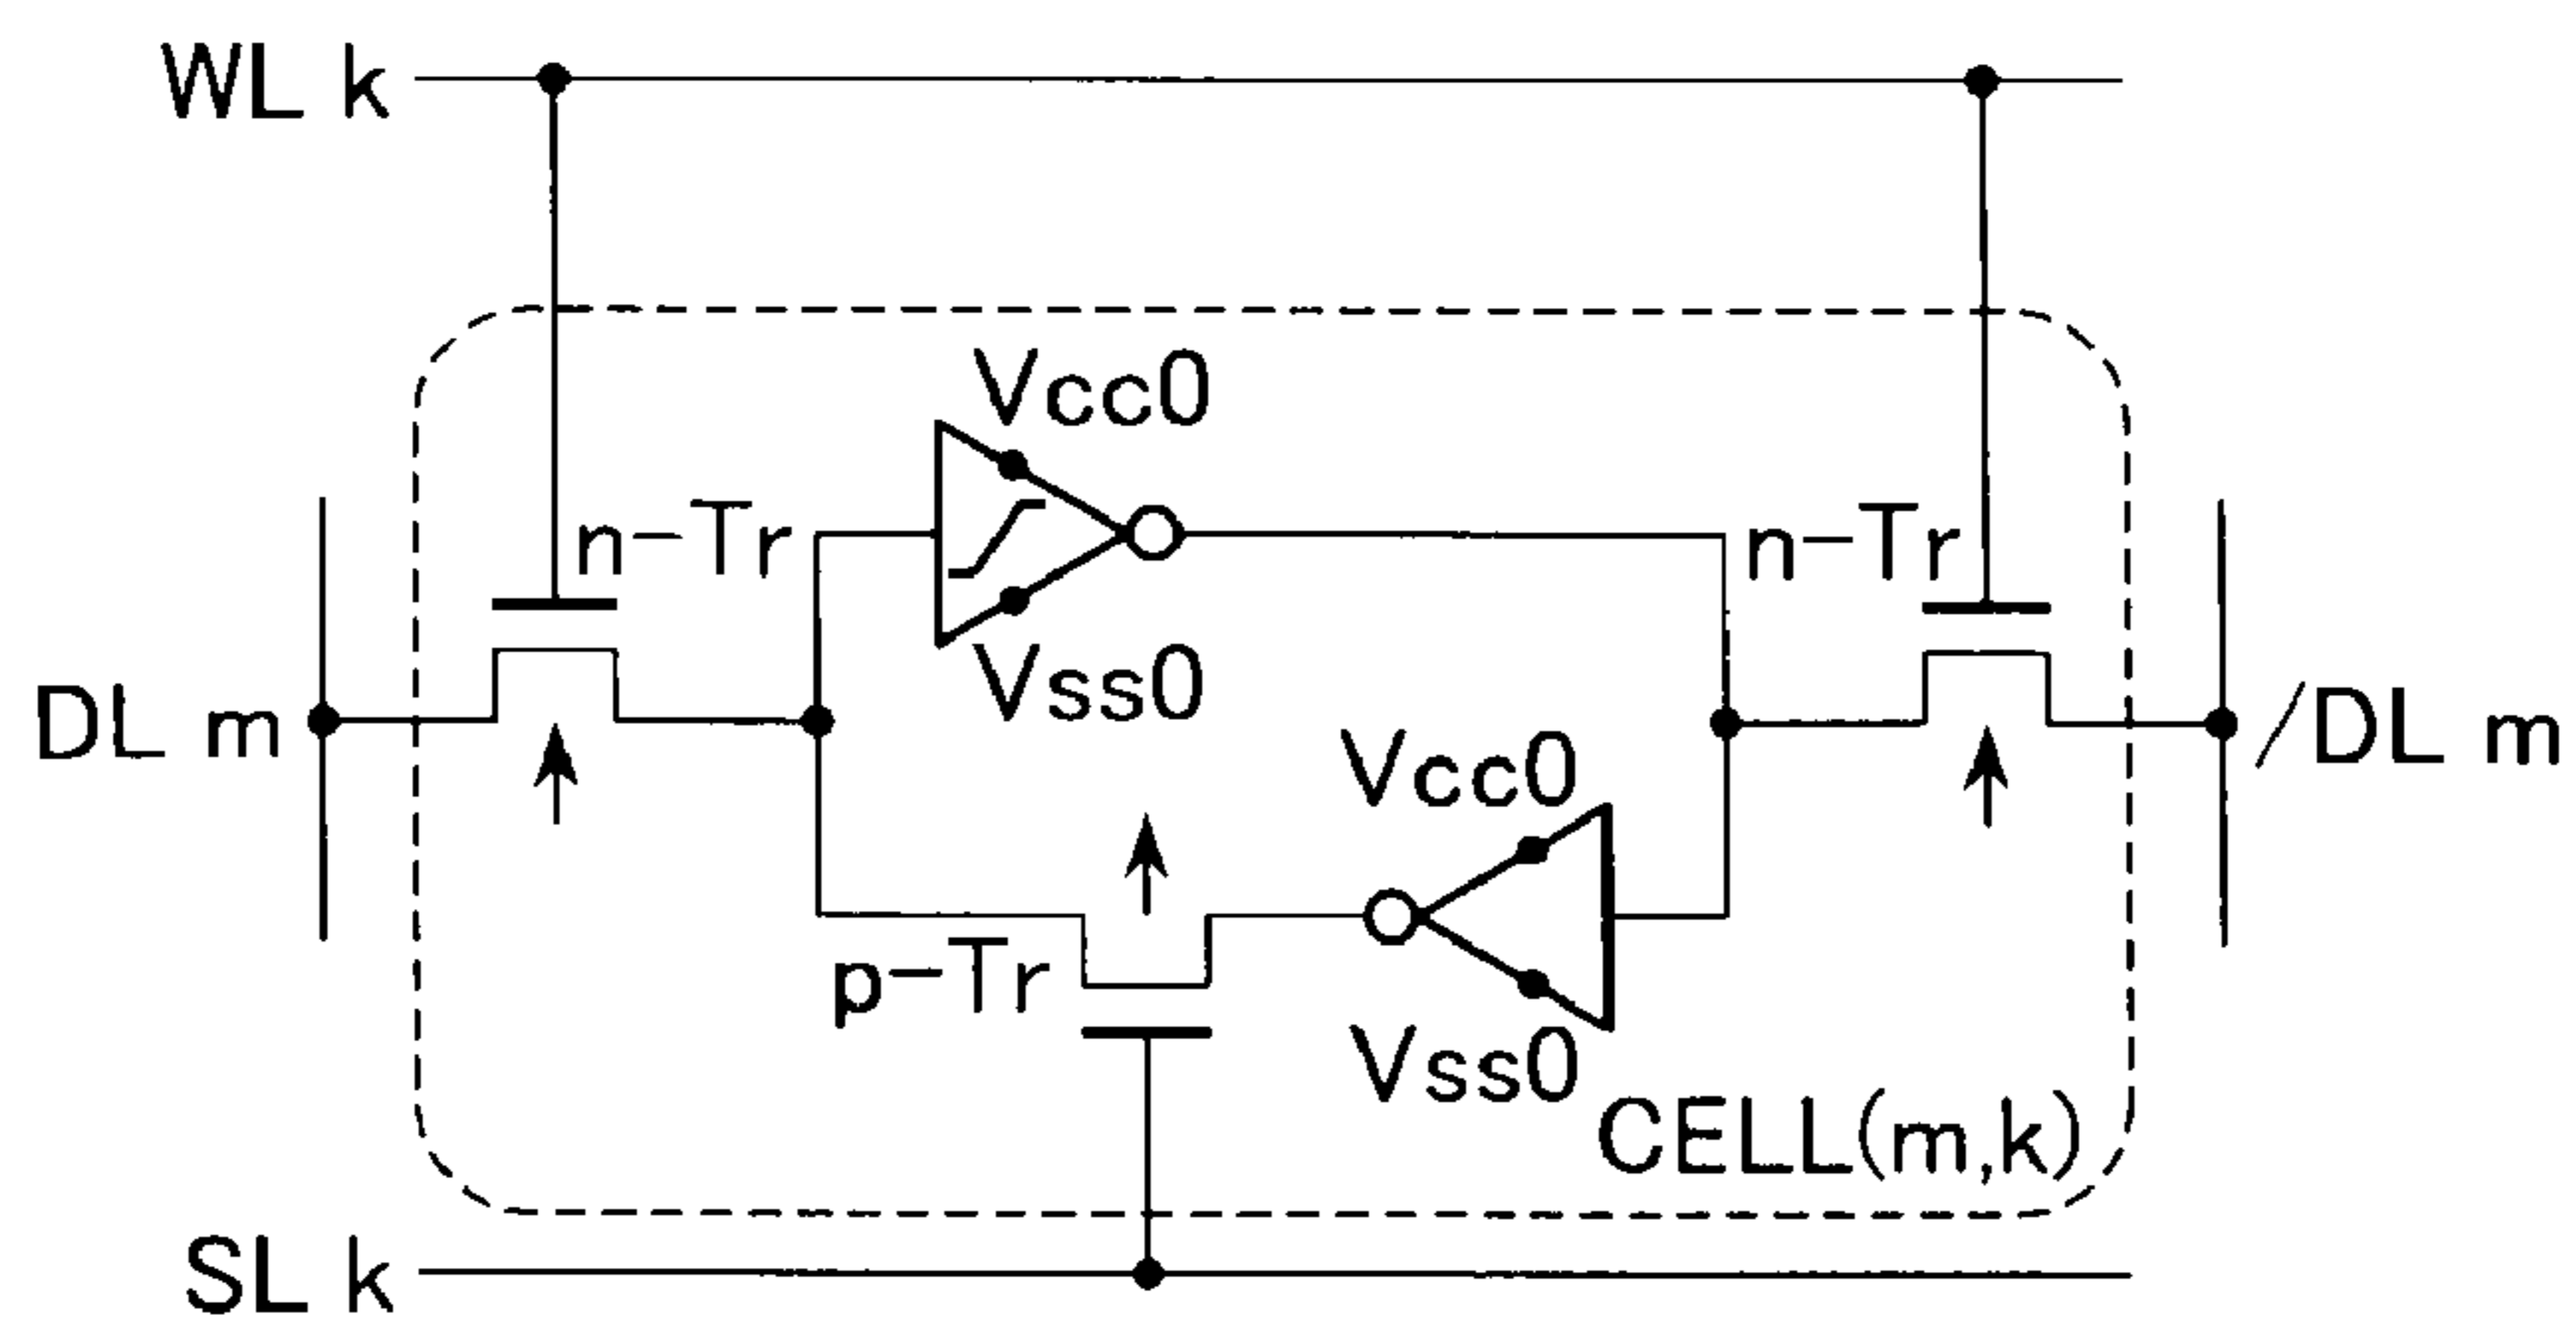 WL k
Vcc0
n-Tr
n-Tr
Vss0
DL m
/DL m
Vcc0
p-Tr
Vss0
CELL(m,k)
SL k